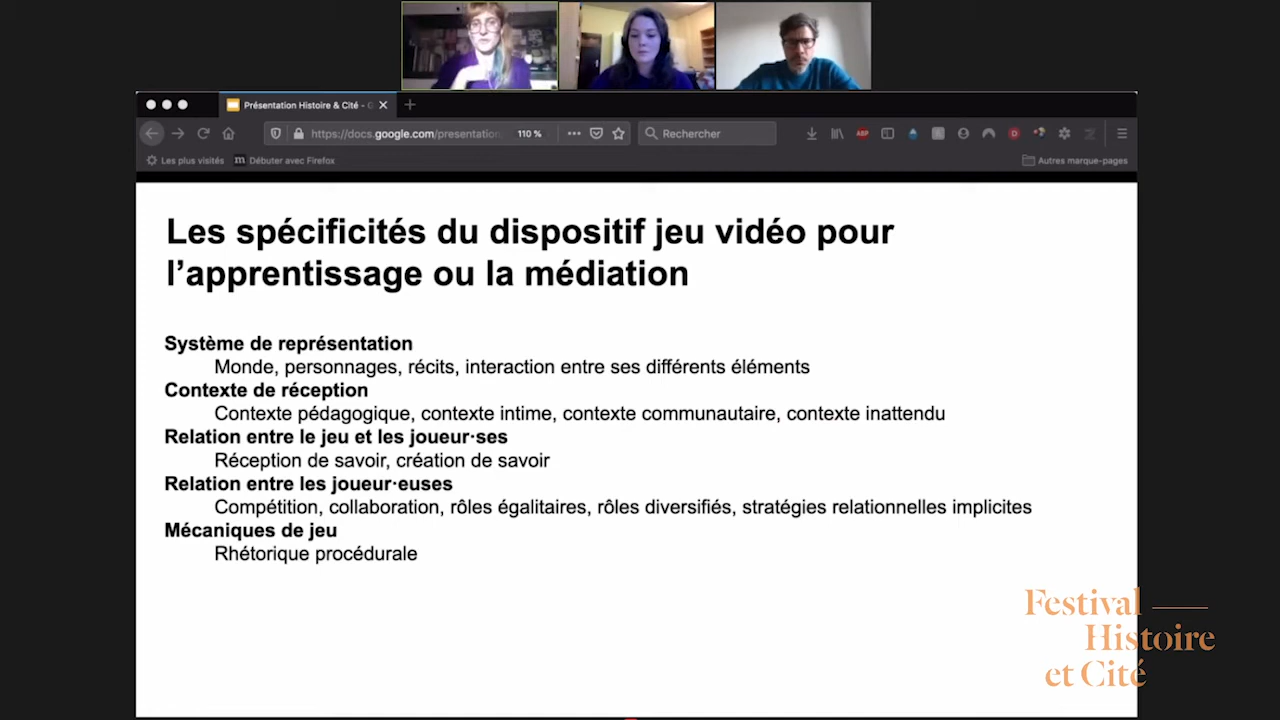 Présentation Histoire & Cité - G
https://docs.google.com/presentation
110 %
Rechercher
ABP
Les plus visités
m Débuter avec Firefox
Autres marque-pages
Les spécificités du dispositif jeu vidéo pour
l’apprentissage ou la médiation
Système de représentation
Monde, personnages, récits, interaction entre ses différents éléments
Contexte de réception
Contexte pédagogique, contexte intime, contexte communautaire, contexte inattendu
Relation entre le jeu et les joueur·ses
Réception de savoir, création de savoir
Relation entre les joueur·euses
Compétition, collaboration, rôles égalitaires, rôles diversifiés, stratégies relationnelles implicites
Mécaniques de jeu
Rhétorique procédurale
Festival
Histoire
et Cité